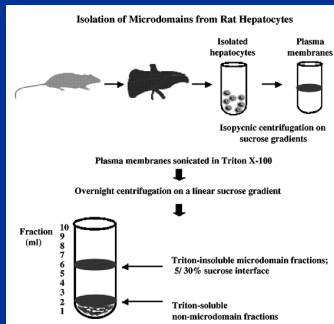 Isolation of Microdomains from Rat Hepatocytes
Isolated
hepatocytes
Plasma
membranes
Isopycnic centrifugation on
sucrose gradients
Plasma membranes sonicated in Triton X-100
Overnight centrifugation on a linear sucrose gradient
Fraction
(ml)
10
9
8
7
6
5
4
3
2
1
Triton-insoluble microdomain fractions;
5/ 30% sucrose interface
Triton-soluble
non-microdomain fractions